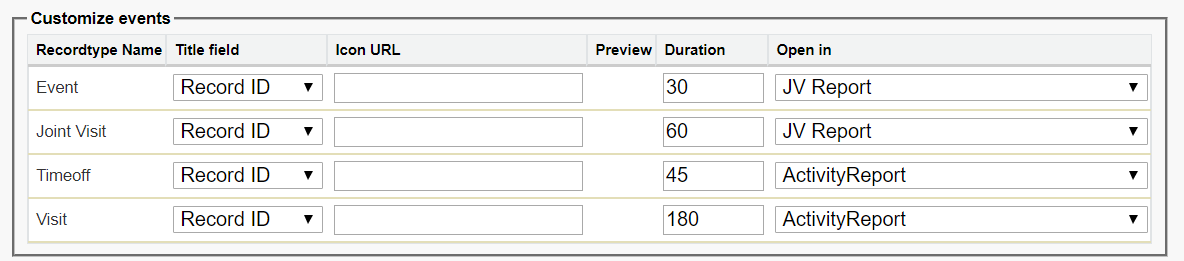 Customize events
Recordtype Name Title field Icon URL Preview Duration Open in
Event Record ID 30 JV Report
Joint Visit Record ID 60 JV Report
Timeoff Record ID 45 ActivityReport
Visit Record ID 180 ActivityReport